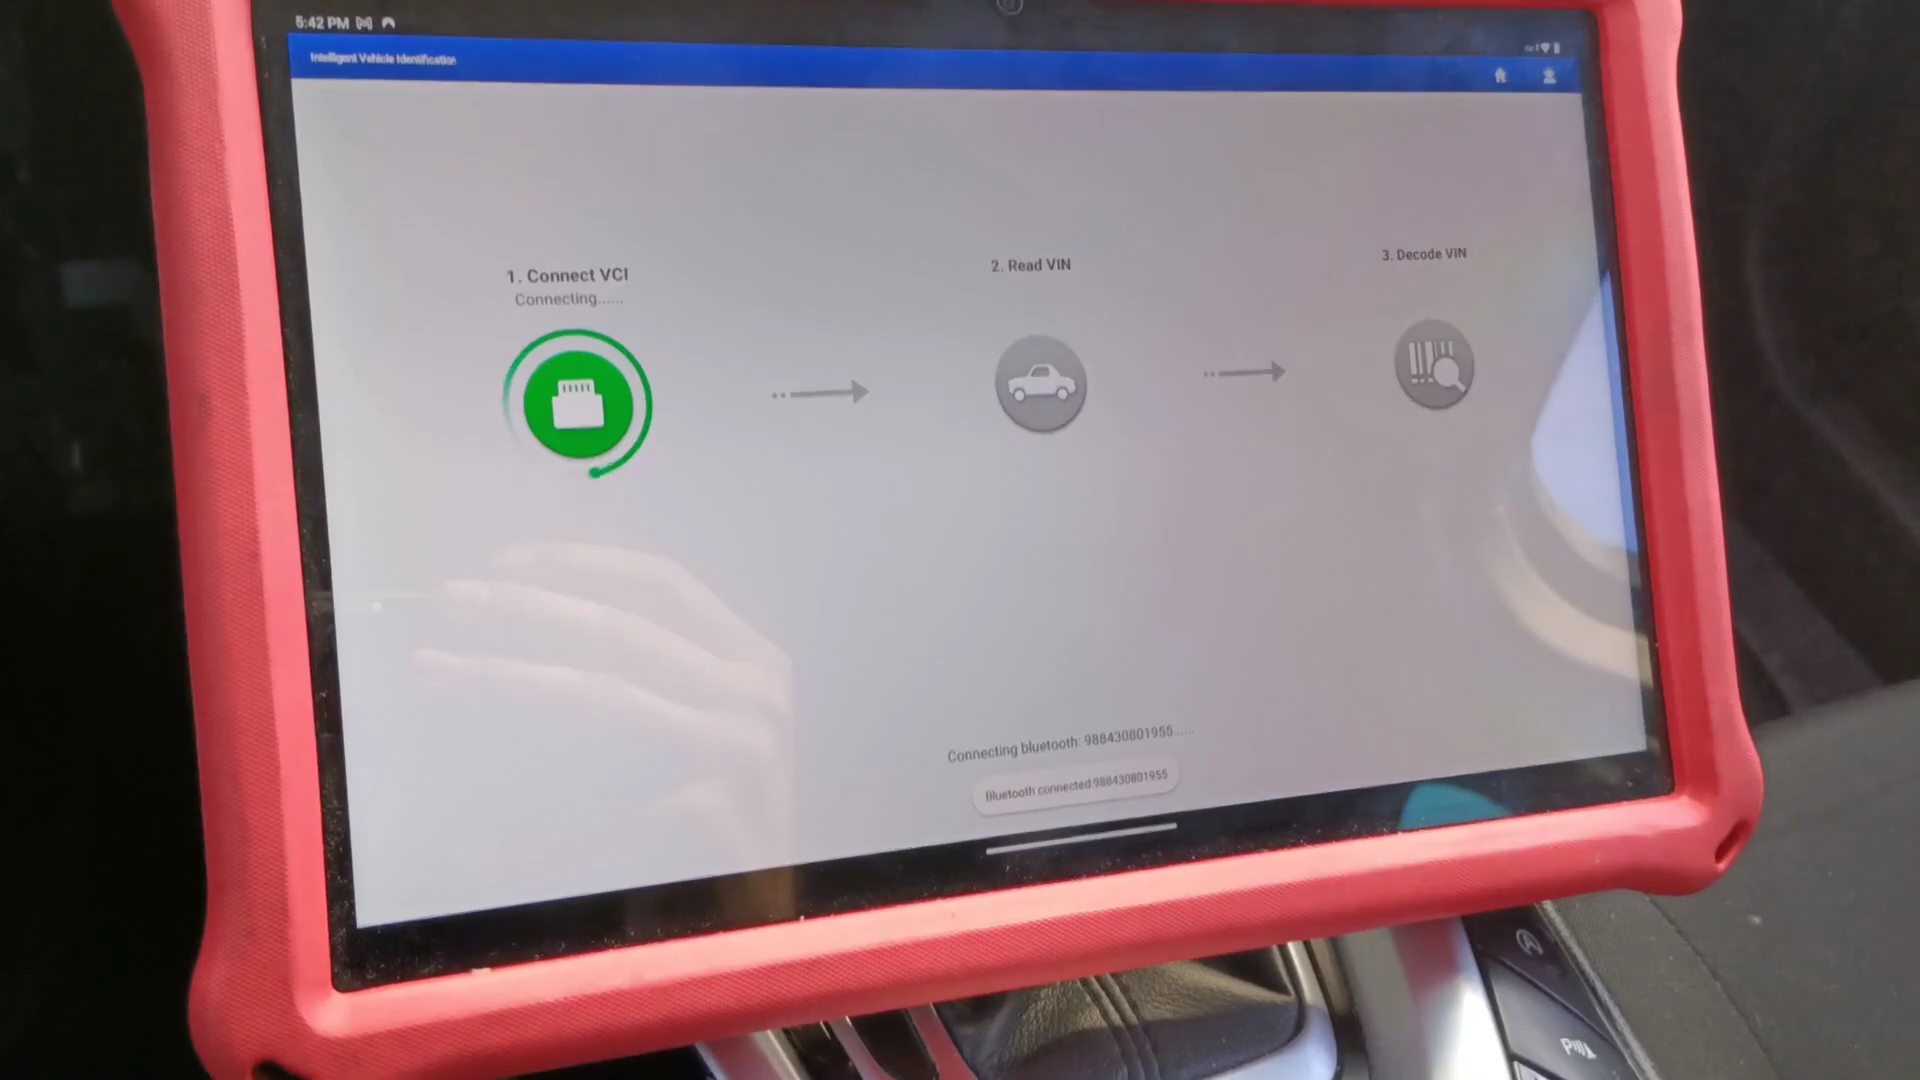 5:42 PM
Intelligent Vehicle Identification
1. Connect VCI
Connecting......
2. Read VIN
3. Decode VIN
Connecting bluetooth: 988430801955......
Bluetooth connected:988430801955